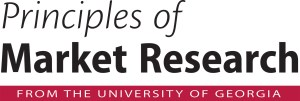 Principles of
Market Research
FROM THE UNIVERSITY OF GEORGIA